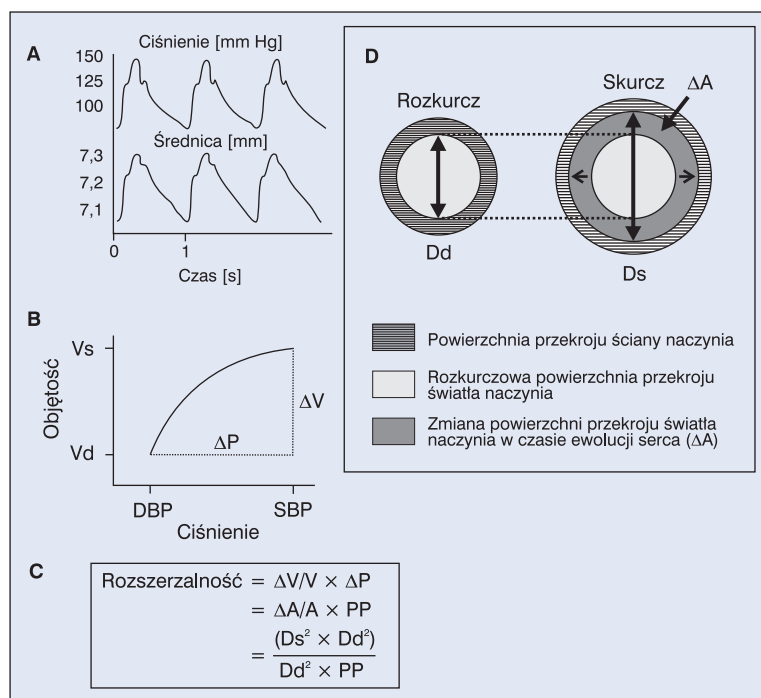 A
Ciśnienie [mm Hg]
150
125
100
Średnica [mm]
7,3
7,2
7,1
0
1
Czas [s]
B
Objętość
Vs
Vd
ΔV
ΔP
DBP
SBP
Ciśnienie
C
Rozszerzalność = ΔV/V × ΔP
= ΔA/A × PP
= (Ds² × Dd²)
Dd² × PP
D
Rozkurcz
Skurcz
ΔA
Dd
Ds
Powierzchnia przekroju ściany naczynia
Rozkurczowa powierzchnia przekroju
światła naczynia
Zmiana powierzchni przekroju światła
naczynia w czasie ewolucji serca (ΔA)